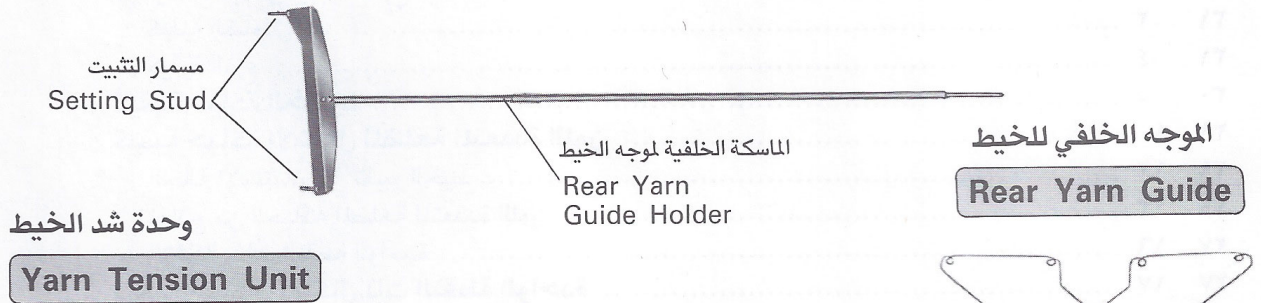 مسمار التثبيت
Setting Stud
الماسكة الخلفية لموجه الخيط
Rear Yarn
Guide Holder
الموجه الخلفي للخيط
Rear Yarn Guide
وحدة شد الخيط
Yarn Tension Unit